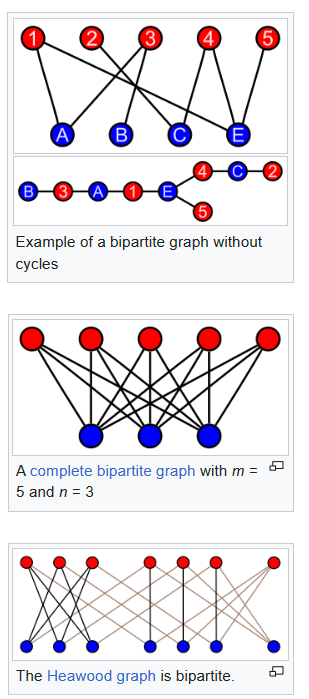 1 2 3 4 5
A B C E
4 C 2
B 3 A 1 E
5
Example of a bipartite graph without
cycles
A complete bipartite graph with m =
5 and n = 3
The Heawood graph is bipartite.